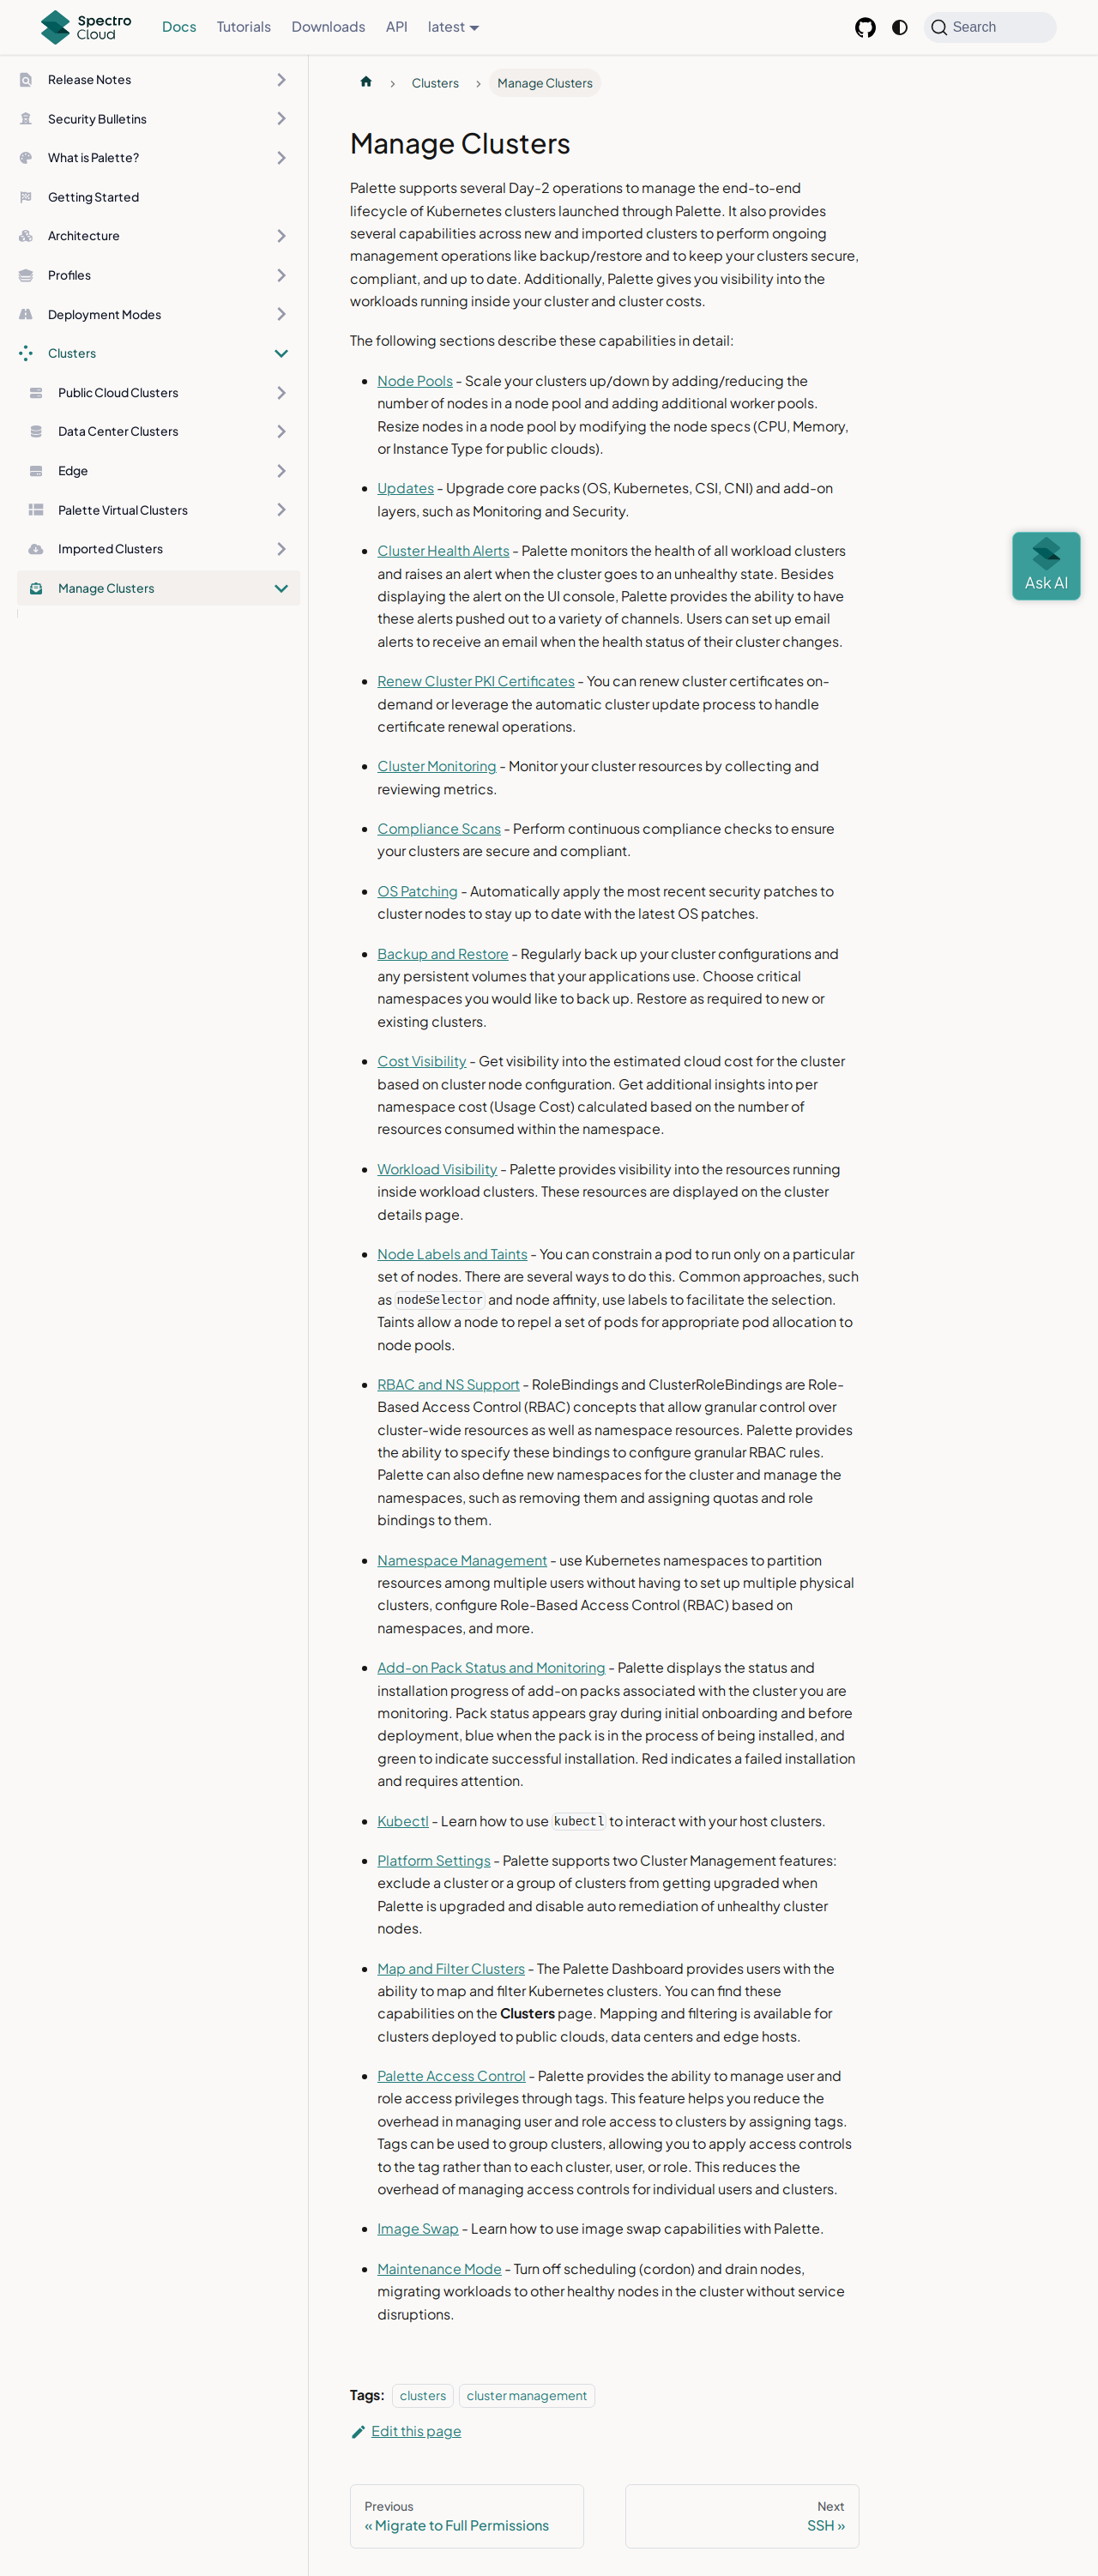 Spectro Cloud
Docs
Tutorials
Downloads
API
latest
Search
Release Notes
Security Bulletins
What is Palette?
Getting Started
Architecture
Profiles
Deployment Modes
Clusters
Public Cloud Clusters
Data Center Clusters
Edge
Palette Virtual Clusters
Imported Clusters
Manage Clusters
Clusters
Manage Clusters
Manage Clusters
Palette supports several Day-2 operations to manage the end-to-end
lifecycle of Kubernetes clusters launched through Palette. It also provides
several capabilities across new and imported clusters to perform ongoing
management operations like backup/restore and to keep your clusters secure,
compliant, and up to date. Additionally, Palette gives you visibility into the
workloads running inside your cluster and cluster costs.
The following sections describe these capabilities in detail:
Node Pools - Scale your clusters up/down by adding/reducing the
number of nodes in a node pool and adding additional worker pools.
Resize nodes in a node pool by modifying the node specs (CPU, Memory,
or Instance Type for public clouds).
Updates - Upgrade core packs (OS, Kubernetes, CSI, CNI) and add-on
layers, such as Monitoring and Security.
Cluster Health Alerts - Palette monitors the health of all workload clusters
and raises an alert when the cluster goes to an unhealthy state. Besides
displaying the alert on the UI console, Palette provides the ability to have
these alerts pushed out to a variety of channels. Users can set up email
alerts to receive an email when the health status of their cluster changes.
Renew Cluster PKI Certificates - You can renew cluster certificates on-
demand or leverage the automatic cluster update process to handle
certificate renewal operations.
Cluster Monitoring - Monitor your cluster resources by collecting and
reviewing metrics.
Compliance Scans - Perform continuous compliance checks to ensure
your clusters are secure and compliant.
OS Patching - Automatically apply the most recent security patches to
cluster nodes to stay up to date with the latest OS patches.
Backup and Restore - Regularly back up your cluster configurations and
any persistent volumes that your applications use. Choose critical
namespaces you would like to back up. Restore as required to new or
existing clusters.
Cost Visibility - Get visibility into the estimated cloud cost for the cluster
based on cluster node configuration. Get additional insights into per
namespace cost (Usage Cost) calculated based on the number of
resources consumed within the namespace.
Workload Visibility - Palette provides visibility into the resources running
inside workload clusters. These resources are displayed on the cluster
details page.
Node Labels and Taints - You can constrain a pod to run only on a particular
set of nodes. There are several ways to do this. Common approaches, such
as nodeSelector and node affinity, use labels to facilitate the selection.
Taints allow a node to repel a set of pods for appropriate pod allocation to
node pools.
RBAC and NS Support - RoleBindings and ClusterRoleBindings are Role-
Based Access Control (RBAC) concepts that allow granular control over
cluster-wide resources as well as namespace resources. Palette provides
the ability to specify these bindings to configure granular RBAC rules.
Palette can also define new namespaces for the cluster and manage the
namespaces, such as removing them and assigning quotas and role
bindings to them.
Namespace Management - use Kubernetes namespaces to partition
resources among multiple users without having to set up multiple physical
clusters, configure Role-Based Access Control (RBAC) based on
namespaces, and more.
Add-on Pack Status and Monitoring - Palette displays the status and
installation progress of add-on packs associated with the cluster you are
monitoring. Pack status appears gray during initial onboarding and before
deployment, blue when the pack is in the process of being installed, and
green to indicate successful installation. Red indicates a failed installation
and requires attention.
Kubectl - Learn how to use kubectl to interact with your host clusters.
Platform Settings - Palette supports two Cluster Management features:
exclude a cluster or a group of clusters from getting upgraded when
Palette is upgraded and disable auto remediation of unhealthy cluster
nodes.
Map and Filter Clusters - The Palette Dashboard provides users with the
ability to map and filter Kubernetes clusters. You can find these
capabilities on the Clusters page. Mapping and filtering is available for
clusters deployed to public clouds, data centers and edge hosts.
Palette Access Control - Palette provides the ability to manage user and
role access privileges through tags. This feature helps you reduce the
overhead in managing user and role access to clusters by assigning tags.
Tags can be used to group clusters, allowing you to apply access controls
to the tag rather than to each cluster, user, or role. This reduces the
overhead of managing access controls for individual users and clusters.
Image Swap - Learn how to use image swap capabilities with Palette.
Maintenance Mode - Turn off scheduling (cordon) and drain nodes,
migrating workloads to other healthy nodes in the cluster without service
disruptions.
Tags: clusters cluster management
Edit this page
Previous
« Migrate to Full Permissions
Next
SSH »
Ask AI